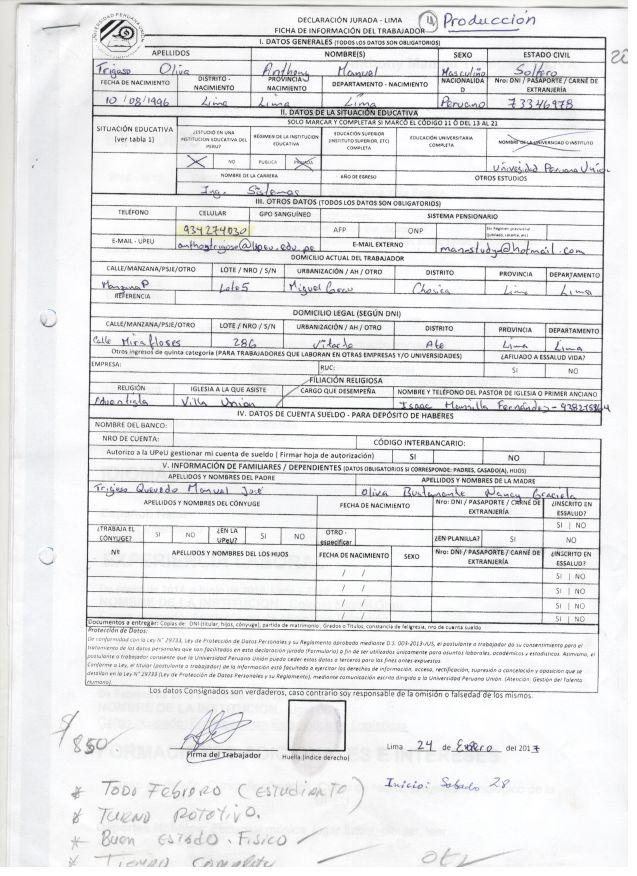 DECLARACIÓN JURADA - LIMA
Producción
FICHA DE INFORMACIÓN DEL TRABAJADOR
I. DATOS GENERALES (TODOS LOS DATOS SON OBLIGATORIOS)
APELLIDOS NOMBRE(S) SEXO ESTADO CIVIL
Trigoso Oliva Anthony Manuel Masculino Soltero
FECHA DE NACIMIENTO DISTRITO - NACIMIENTO PROVINCIA - NACIMIENTO DEPARTAMENTO - NACIMIENTO NACIONALIDAD Nro: DNI / PASAPORTE / CARNÉ DE EXTRANJERÍA
10/08/1996 Lima Lima Lima Peruano 73346978
II. DATOS DE LA SITUACIÓN EDUCATIVA
SOLO MARCAR Y COMPLETAR SI MARCÓ EL CÓDIGO 11 Ó DEL 13 AL 21
SITUACIÓN EDUCATIVA (ver tabla 1) ¿ESTUDIÓ EN UNA INSTITUCION EDUCATIVA DEL PERU? RÉGIMEN DE LA INSTITUCION EDUCATIVA EDUCACIÓN SUPERIOR (INSTITUTO SUPERIOR, ETC) COMPLETA EDUCACIÓN UNIVERSITARIA COMPLETA NOMBRE DE LA UNIVERSIDAD O INSTITUTO
NO PUBLICA PRIVADA Universidad Peruana Unión
NOMBRE DE LA CARRERA AÑO DE EGRESO OTROS ESTUDIOS
Ing. Sistemas
III. OTROS DATOS (TODOS LOS DATOS SON OBLIGATORIOS)
TELÉFONO CELULAR GPO SANGUÍNEO SISTEMA PENSIONARIO
934274030 AFP ONP
E-MAIL - UPEU anthonytrigoso@upeu.edu.pe E-MAIL EXTERNO manostudy@hotmail.com
DOMICILIO ACTUAL DEL TRABAJADOR
CALLE/MANZANA/PSJE/OTRO LOTE / NRO / S/N URBANIZACIÓN / AH / OTRO DISTRITO PROVINCIA DEPARTAMENTO
Manzana P Lote 5 Miguel Grau Chosica Lima Lima
REFERENCIA
DOMICILIO LEGAL (SEGÚN DNI)
CALLE/MANZANA/PSJE/OTRO LOTE / NRO / S/N URBANIZACIÓN / AH / OTRO DISTRITO PROVINCIA DEPARTAMENTO
Calle Miraflores 286 Vitarte Ate Lima Lima
Otros ingresos de quinta categoría (PARA TRABAJADORES QUE LABORAN EN OTRAS EMPRESAS Y/O UNIVERSIDADES) ¿AFILIADO A ESSALUD VIDA?
EMPRESA: RUC: SI NO
FILIACIÓN RELIGIOSA
RELIGIÓN IGLESIA A LA QUE ASISTE CARGO QUE DESEMPEÑA NOMBRE Y TELÉFONO DEL PASTOR DE IGLESIA O PRIMER ANCIANO
Adventista Villa Union
IV. DATOS DE CUENTA SUELDO - PARA DEPÓSITO DE HABERES
NOMBRE DEL BANCO:
NRO DE CUENTA: CÓDIGO INTERBANCARIO:
Autorizo a la UPeU gestionar mi cuenta de sueldo ( Firmar hoja de autorización) SI NO
V. INFORMACIÓN DE FAMILIARES / DEPENDIENTES (DATOS OBLIGATORIOS SI CORRESPONDE: PADRES, CASADO(A), HIJOS)
APELLIDOS Y NOMBRES DEL PADRE APELLIDOS Y NOMBRES DE LA MADRE
Trigoso Quevedo Manuel José Oliva Bustamante Nancy Graciela
APELLIDOS Y NOMBRES DEL CÓNYUGE FECHA DE NACIMIENTO Nro: DNI / PASAPORTE / CARNÉ DE EXTRANJERÍA ¿INSCRITO EN ESSALUD?
SI NO
¿TRABAJA EL CÓNYUGE? SI NO ¿EN LA UPeU? SI NO OTRO - especificar ¿EN PLANILLA? SI NO
Nº APELLIDOS Y NOMBRES DE LOS HIJOS FECHA DE NACIMIENTO SEXO Nro: DNI / PASAPORTE / CARNÉ DE EXTRANJERÍA ¿INSCRITO EN ESSALUD?
/ / SI NO
/ / SI NO
/ / SI NO
/ / SI NO
Documentos a entregar: Copias de: DNI (titular, hijos, cónyuge), partida de matrimonio, Grados o Titulos, constancia de feligresia, nro de cuenta sueldo
Protección de Datos:
De conformidad con la Ley N° 29733, Ley de Protección de Datos Personales y su Reglamento aprobado mediante D.S. 003-2013-JUS, el postulante o trabajador da su consentimiento para el
tratamiento de los datos personales que son facilitados en esta declaración jurada (Formulario) a fin de ser utilizados únicamente para asuntos laborales, académicos y estadísticos. Asimismo, el
postulante o trabajador consiente que la Universidad Peruana Unión pueda ceder estos datos a terceros para los fines antes expuestos
Conforme a Ley, el titular (postulante o trabajador) de la información está facultado a ejercitar los derechos de información, acceso, rectificación, supresión o cancelación y oposición que se
detallan en la Ley N° 29733 (Ley de Protección de Datos Personales y su Reglamento), mediante comunicación escrita dirigida a la Universidad Peruana Unión. (Atención: Gestión del Talento
Humano).
Los datos Consignados son verdaderos, caso contrario soy responsable de la omisión o falsedad de los mismos.
S/ 850
Firma del Trabajador Huella (índice derecho) Lima 24 de Enero del 2017
Inicio: Sabado 28
* TODO FEBRERO (ESTUDIANTE)
* TURNO ROTATIVO.
* Buen ESTADO FISICO
* TIEMPO COMPLETO